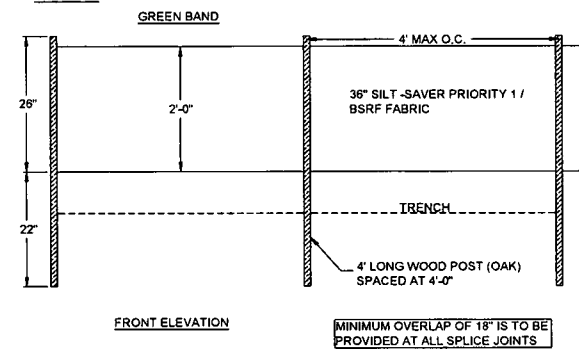 GREEN BAND
4' MAX O.C.
26"
2'-0"
36" SILT -SAVER PRIORITY 1 /
BSRF FABRIC
22"
TRENCH
4' LONG WOOD POST (OAK)
SPACED AT 4'-0"
FRONT ELEVATION
MINIMUM OVERLAP OF 18" IS TO BE
PROVIDED AT ALL SPLICE JOINTS